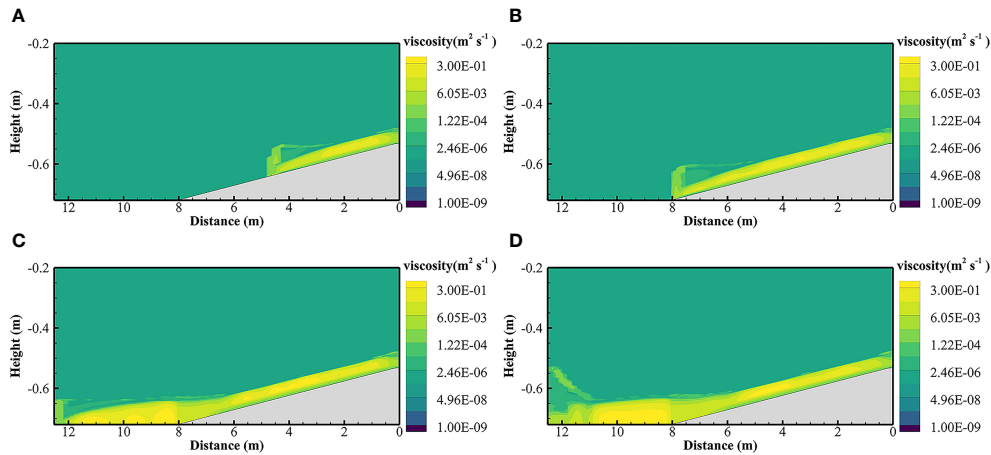 A
viscosity(m² s⁻¹)
-0.2
-0.4
-0.6
Height (m)
12 10 8 6 4 2 0
Distance (m)
3.00E-01
6.05E-03
1.22E-04
2.46E-06
4.96E-08
1.00E-09
B
viscosity(m² s⁻¹)
-0.2
-0.4
-0.6
Height (m)
12 10 8 6 4 2 0
Distance (m)
3.00E-01
6.05E-03
1.22E-04
2.46E-06
4.96E-08
1.00E-09
C
viscosity(m² s⁻¹)
-0.2
-0.4
-0.6
Height (m)
12 10 8 6 4 2 0
Distance (m)
3.00E-01
6.05E-03
1.22E-04
2.46E-06
4.96E-08
1.00E-09
D
viscosity(m² s⁻¹)
-0.2
-0.4
-0.6
Height (m)
12 10 8 6 4 2 0
Distance (m)
3.00E-01
6.05E-03
1.22E-04
2.46E-06
4.96E-08
1.00E-09